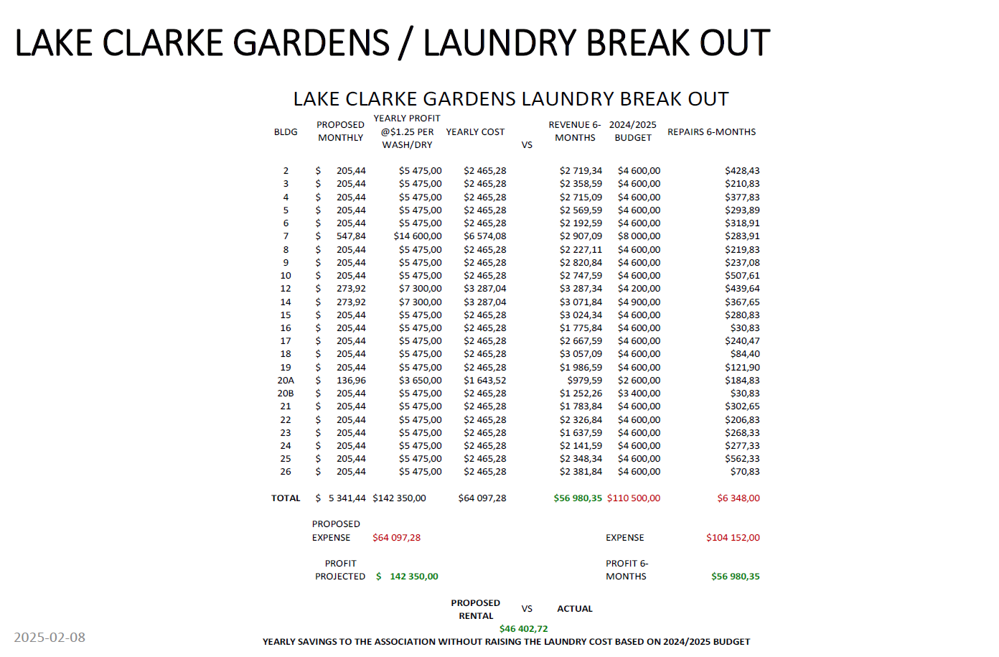 LAKE CLARKE GARDENS / LAUNDRY BREAK OUT
LAKE CLARKE GARDENS LAUNDRY BREAK OUT
BLDG PROPOSED MONTHLY YEARLY PROFIT @$1.25 PER WASH/DRY YEARLY COST VS REVENUE 6-MONTHS 2024/2025 BUDGET REPAIRS 6-MONTHS
2 $ 205,44 $5 475,00 $2 465,28 $2 719,34 $4 600,00 $428,43
3 $ 205,44 $5 475,00 $2 465,28 $2 358,59 $4 600,00 $210,83
4 $ 205,44 $5 475,00 $2 465,28 $2 715,09 $4 600,00 $377,83
5 $ 205,44 $5 475,00 $2 465,28 $2 569,59 $4 600,00 $293,89
6 $ 205,44 $5 475,00 $2 465,28 $2 192,59 $4 600,00 $318,91
7 $ 547,84 $14 600,00 $6 574,08 $2 907,09 $8 000,00 $283,91
8 $ 205,44 $5 475,00 $2 465,28 $2 227,11 $4 600,00 $219,83
9 $ 205,44 $5 475,00 $2 465,28 $2 820,84 $4 600,00 $237,08
10 $ 205,44 $5 475,00 $2 465,28 $2 747,59 $4 600,00 $507,61
12 $ 273,92 $7 300,00 $3 287,04 $3 287,34 $4 200,00 $439,64
14 $ 273,92 $7 300,00 $3 287,04 $3 071,84 $4 900,00 $367,65
15 $ 205,44 $5 475,00 $2 465,28 $3 024,34 $4 600,00 $280,83
16 $ 205,44 $5 475,00 $2 465,28 $1 775,84 $4 600,00 $30,83
17 $ 205,44 $5 475,00 $2 465,28 $2 667,59 $4 600,00 $240,47
18 $ 205,44 $5 475,00 $2 465,28 $3 057,09 $4 600,00 $84,40
19 $ 205,44 $5 475,00 $2 465,28 $1 986,59 $4 600,00 $121,90
20A $ 136,96 $3 650,00 $1 643,52 $979,59 $2 600,00 $184,83
20B $ 205,44 $5 475,00 $2 465,28 $1 252,26 $3 400,00 $30,83
21 $ 205,44 $5 475,00 $2 465,28 $1 783,84 $4 600,00 $302,65
22 $ 205,44 $5 475,00 $2 465,28 $2 326,84 $4 600,00 $206,83
23 $ 205,44 $5 475,00 $2 465,28 $1 637,59 $4 600,00 $268,33
24 $ 205,44 $5 475,00 $2 465,28 $2 141,59 $4 600,00 $277,33
25 $ 205,44 $5 475,00 $2 465,28 $2 348,34 $4 600,00 $562,33
26 $ 205,44 $5 475,00 $2 465,28 $2 381,84 $4 600,00 $70,83
TOTAL $ 5 341,44 $142 350,00 $64 097,28 $56 980,35 $110 500,00 $6 348,00
PROPOSED
EXPENSE $64 097,28 EXPENSE $104 152,00
PROFIT PROFIT 6-
PROJECTED $ 142 350,00 MONTHS $56 980,35
PROPOSED
RENTAL VS ACTUAL
$46 402,72
2025-02-08
YEARLY SAVINGS TO THE ASSOCIATION WITHOUT RAISING THE LAUNDRY COST BASED ON 2024/2025 BUDGET